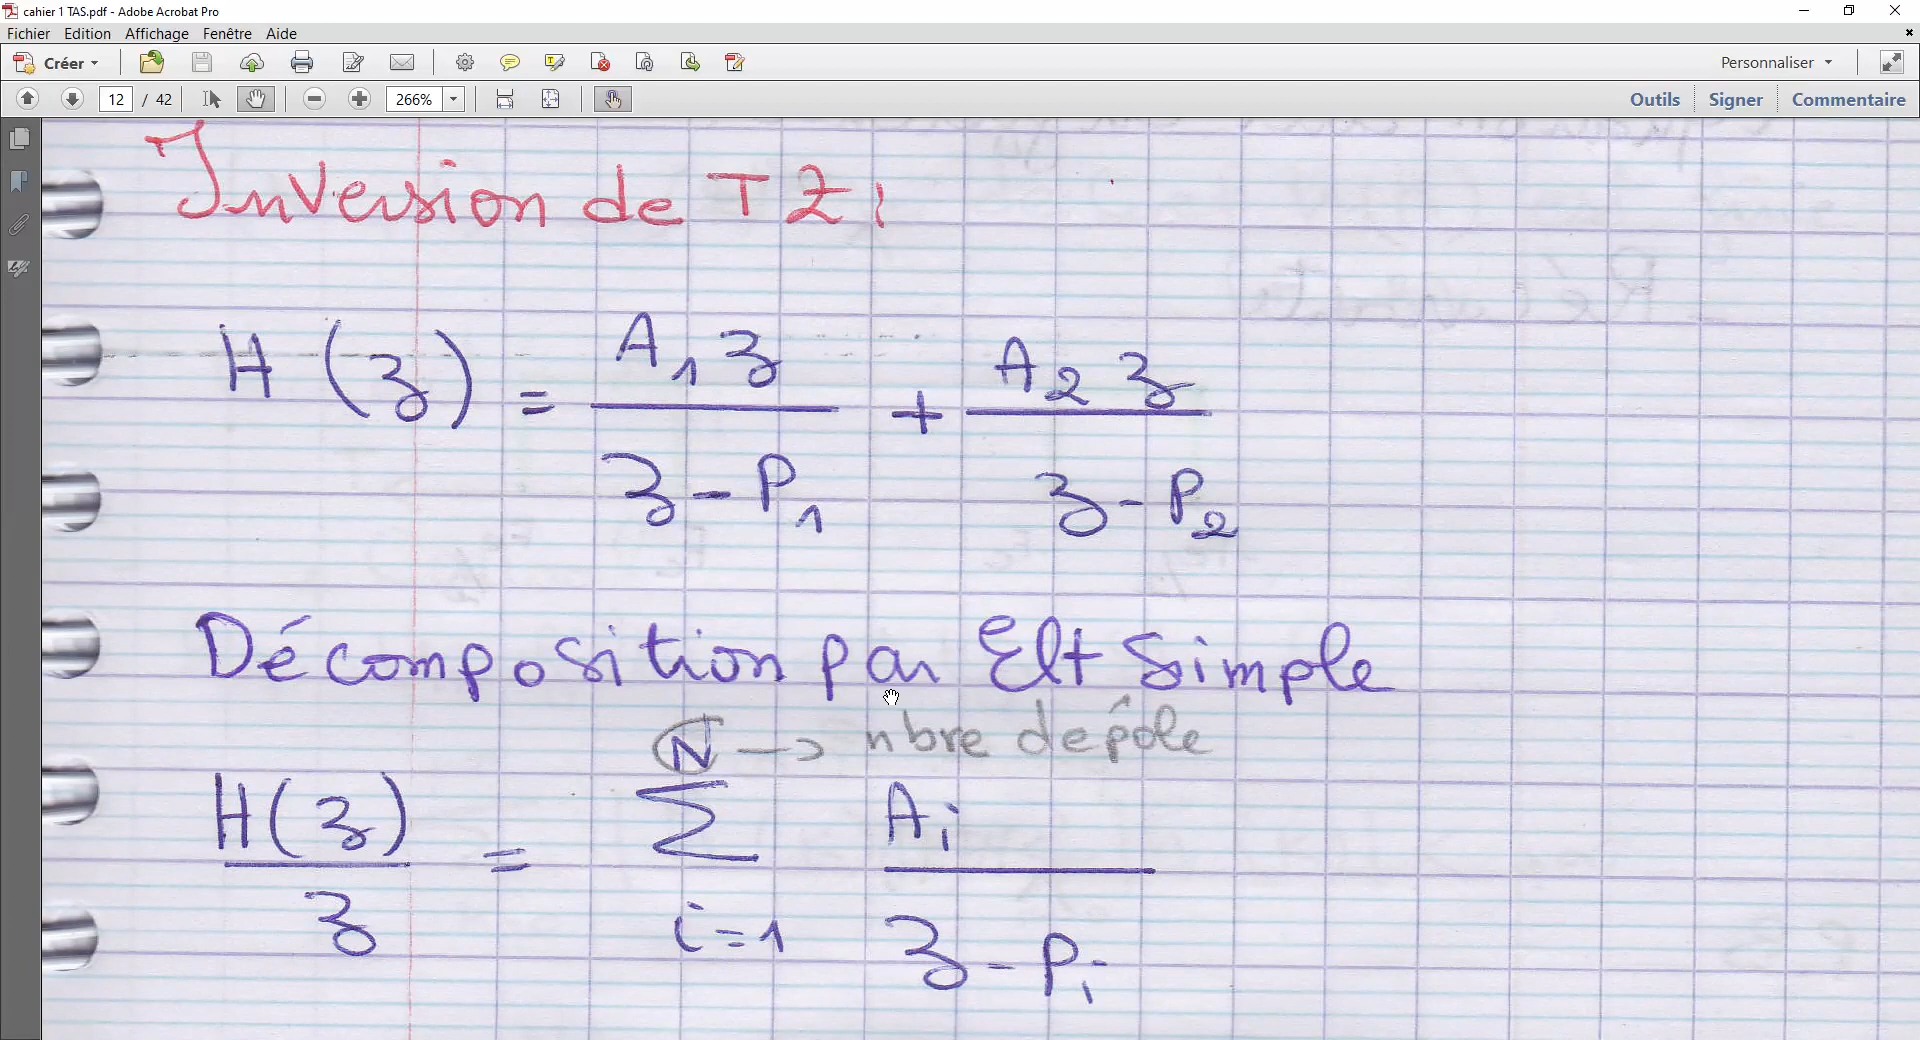 cahier 1 TAS.pdf - Adobe Acrobat Pro
Fichier Edition Affichage Fenêtre Aide
Créer Personnaliser
12 / 42 266% Outils Signer Commentaire
Inversion de TZ :
H(z) = A₁z / (z - P₁) + A₂z / (z - P₂)
Décomposition par Elt Simple
N → nbre de pôle
H(z) / z = Σ i=1 Ai / (z - Pi)